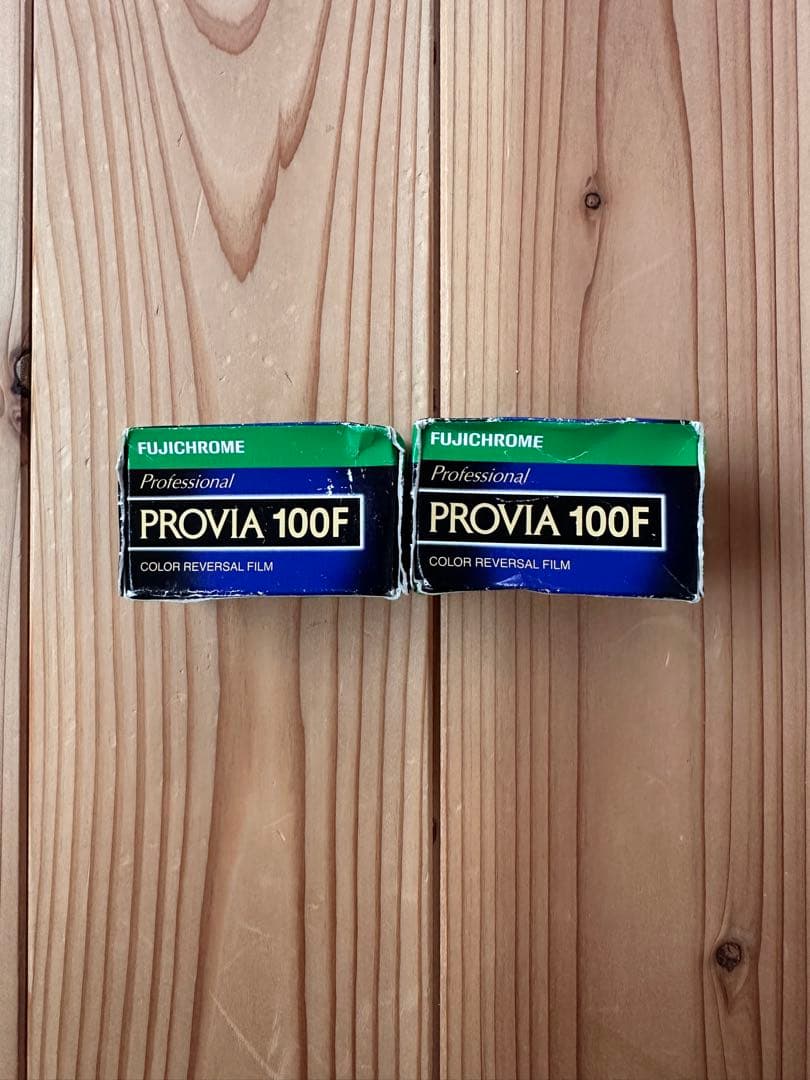 FUJICHROME
Professional
PROVIA 100F
COLOR REVERSAL FILM
FUJICHROME
Professional
PROVIA 100F
COLOR REVERSAL FILM